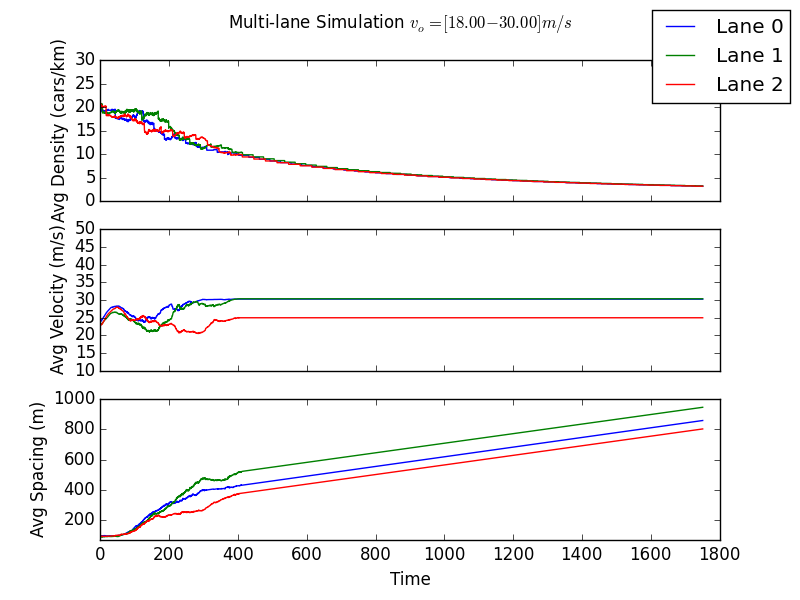 Multi-lane Simulation v_o =[18.00−30.00]m/s
Lane 0
Lane 1
Lane 2
Avg Density (cars/km)
30
25
20
15
10
5
0
Avg Velocity (m/s)
50
45
40
35
30
25
20
15
10
Avg Spacing (m)
1000
800
600
400
200
0 200 400 600 800 1000 1200 1400 1600 1800
Time